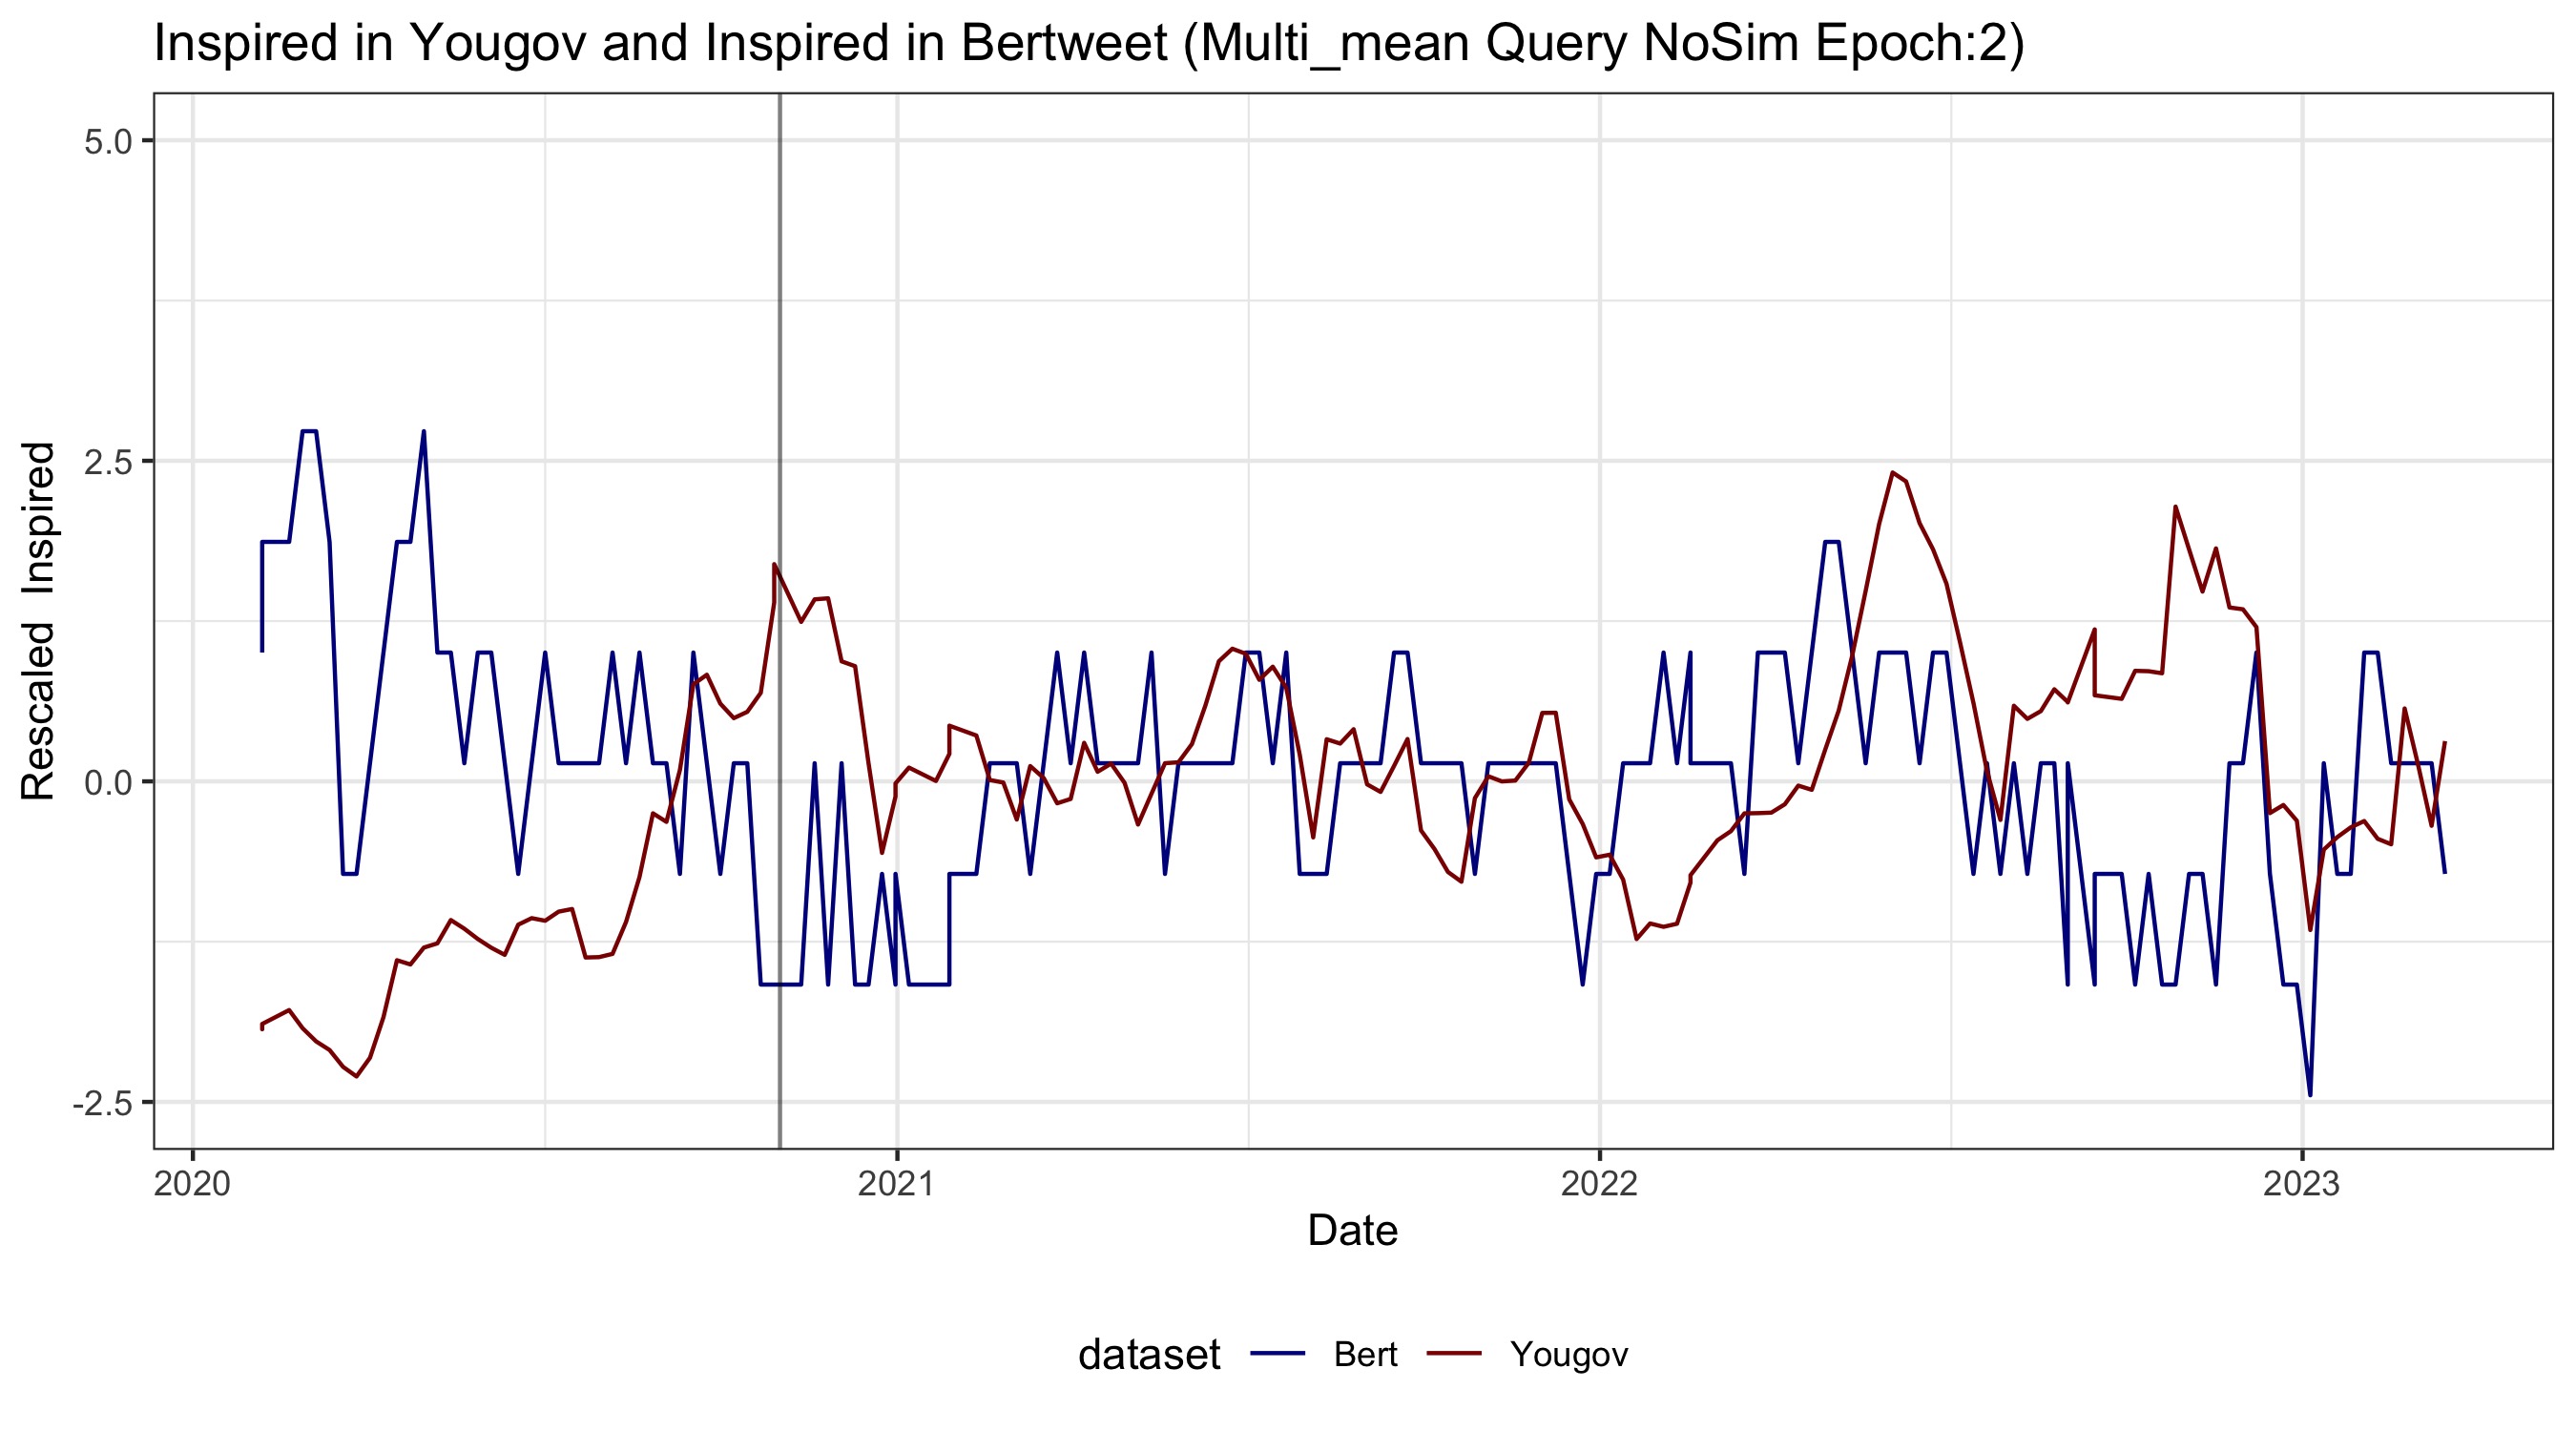 Inspired in Yougov and Inspired in Bertweet (Multi_mean Query NoSim Epoch:2)
Rescaled Inspired
5.0
2.5
0.0
-2.5
2020
2021
2022
2023
Date
dataset Bert Yougov